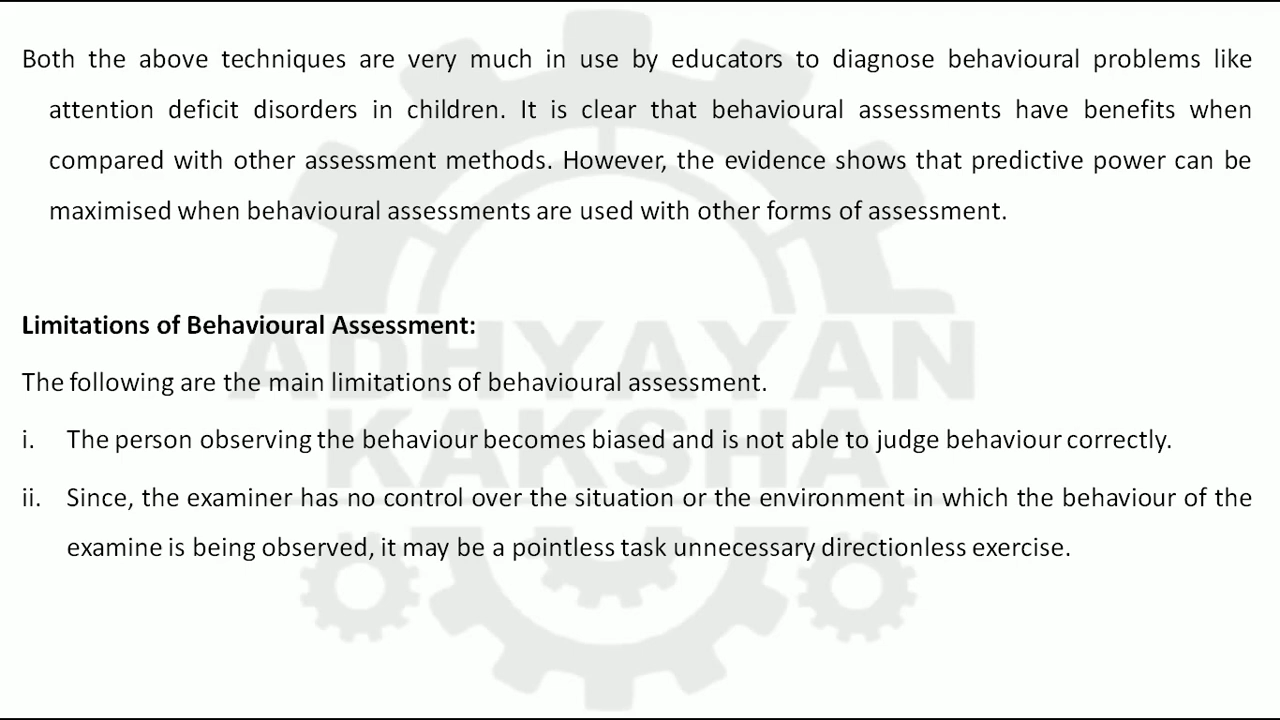 Both the above techniques are very much in use by educators to diagnose behavioural problems like
attention deficit disorders in children. It is clear that behavioural assessments have benefits when
compared with other assessment methods. However, the evidence shows that predictive power can be
maximised when behavioural assessments are used with other forms of assessment.
Limitations of Behavioural Assessment:
The following are the main limitations of behavioural assessment.
i. The person observing the behaviour becomes biased and is not able to judge behaviour correctly.
ii. Since, the examiner has no control over the situation or the environment in which the behaviour of the
examine is being observed, it may be a pointless task unnecessary directionless exercise.
ADHYAYAN
KAKSHA